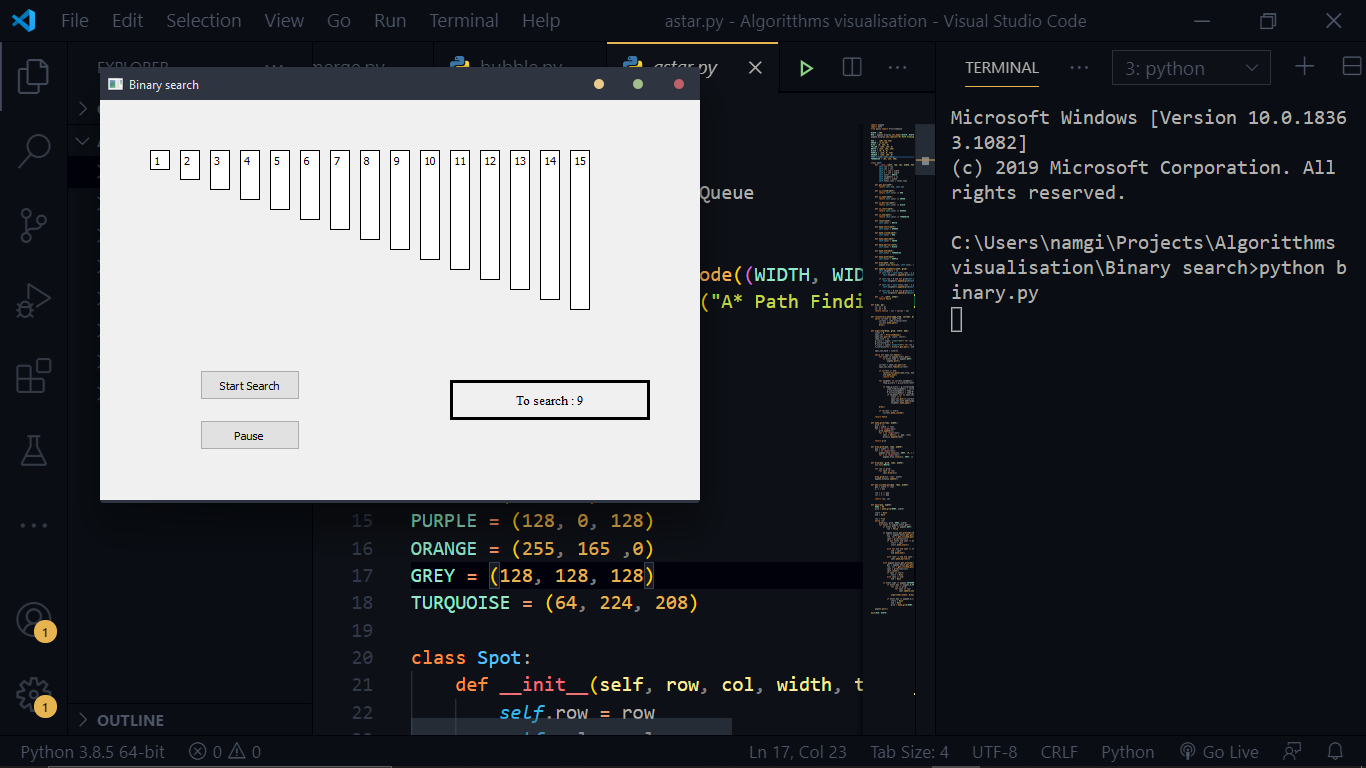 File Edit Selection View Go Run Terminal Help astar.py - Algoritthms visualisation - Visual Studio Code
EXPLORER merge.py bubble.py astar.py
TERMINAL 3: python
Binary search
1 2 3 4 5 6 7 8 9 10 11 12 13 14 15
Start Search
To search : 9
Pause
Queue
ode((WIDTH, WID
("A* Path Findi
15 PURPLE = (128, 0, 128)
16 ORANGE = (255, 165 ,0)
17 GREY = (128, 128, 128)
18 TURQUOISE = (64, 224, 208)
19
20 class Spot:
21 def __init__(self, row, col, width, t
22 self.row = row
Microsoft Windows [Version 10.0.1836
3.1082]
(c) 2019 Microsoft Corporation. All
rights reserved.
C:\Users\namgi\Projects\Algoritthms
visualisation\Binary search>python b
inary.py
1
1
OUTLINE
Python 3.8.5 64-bit 0 0 Ln 17, Col 23 Tab Size: 4 UTF-8 CRLF Python Go Live